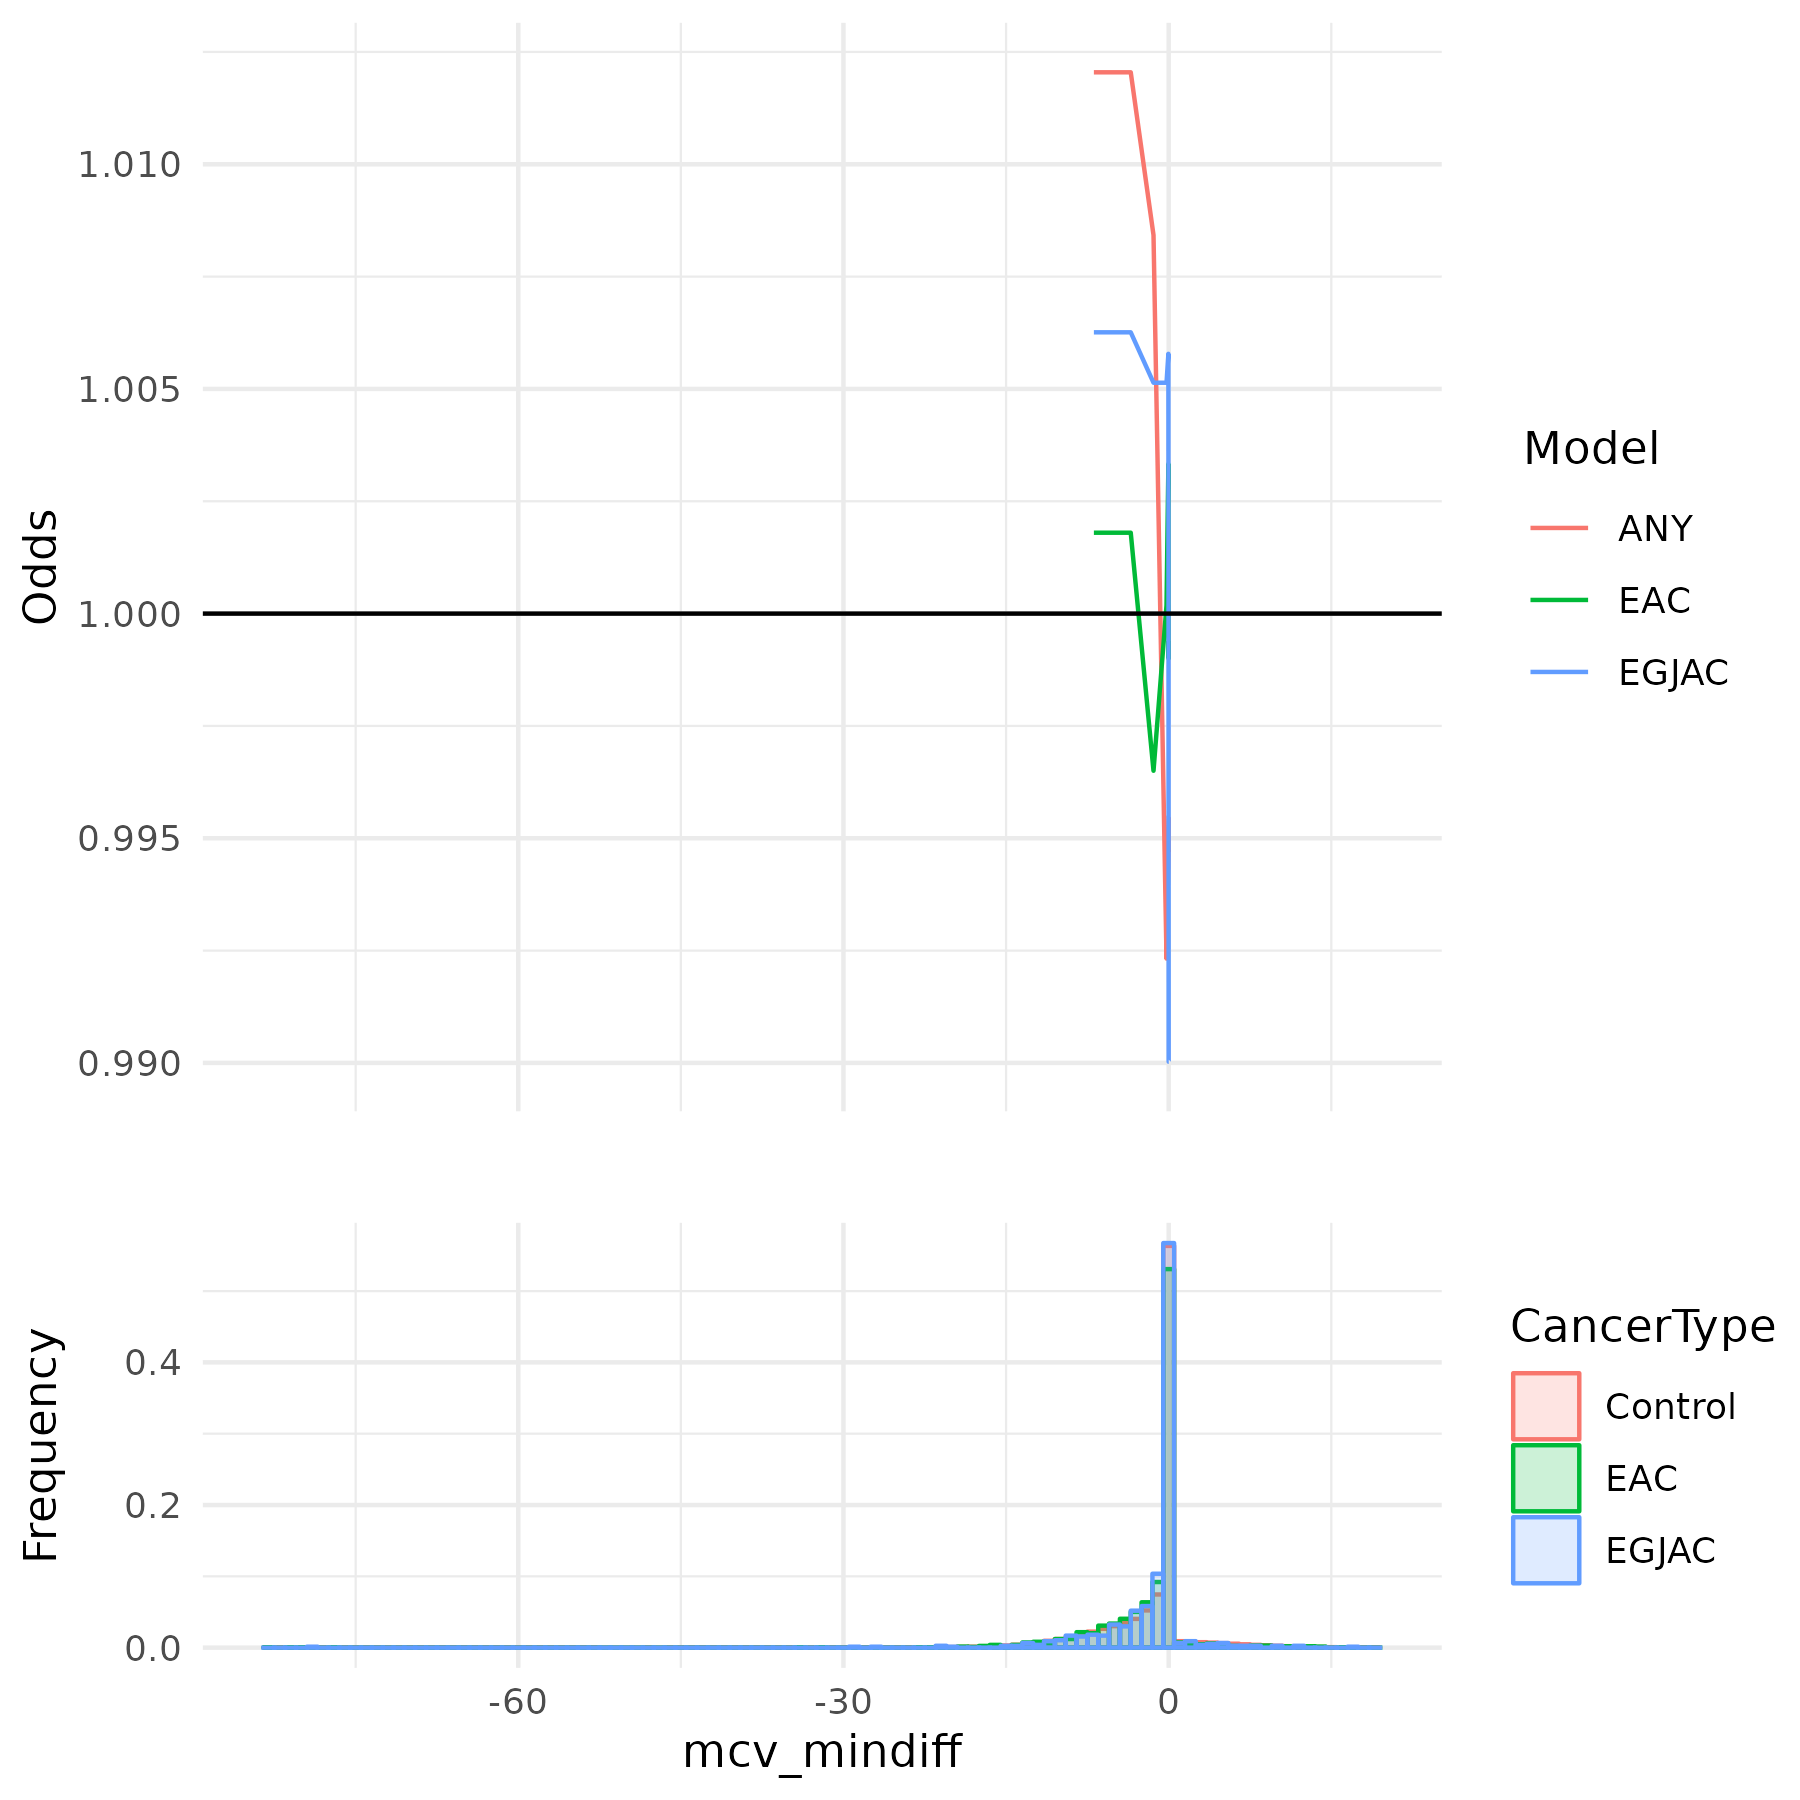 Odds
1.010
1.005
1.000
0.995
0.990
Model
ANY
EAC
EGJAC
Frequency
0.4
0.2
0.0
-60
-30
0
mcv_mindiff
CancerType
Control
EAC
EGJAC